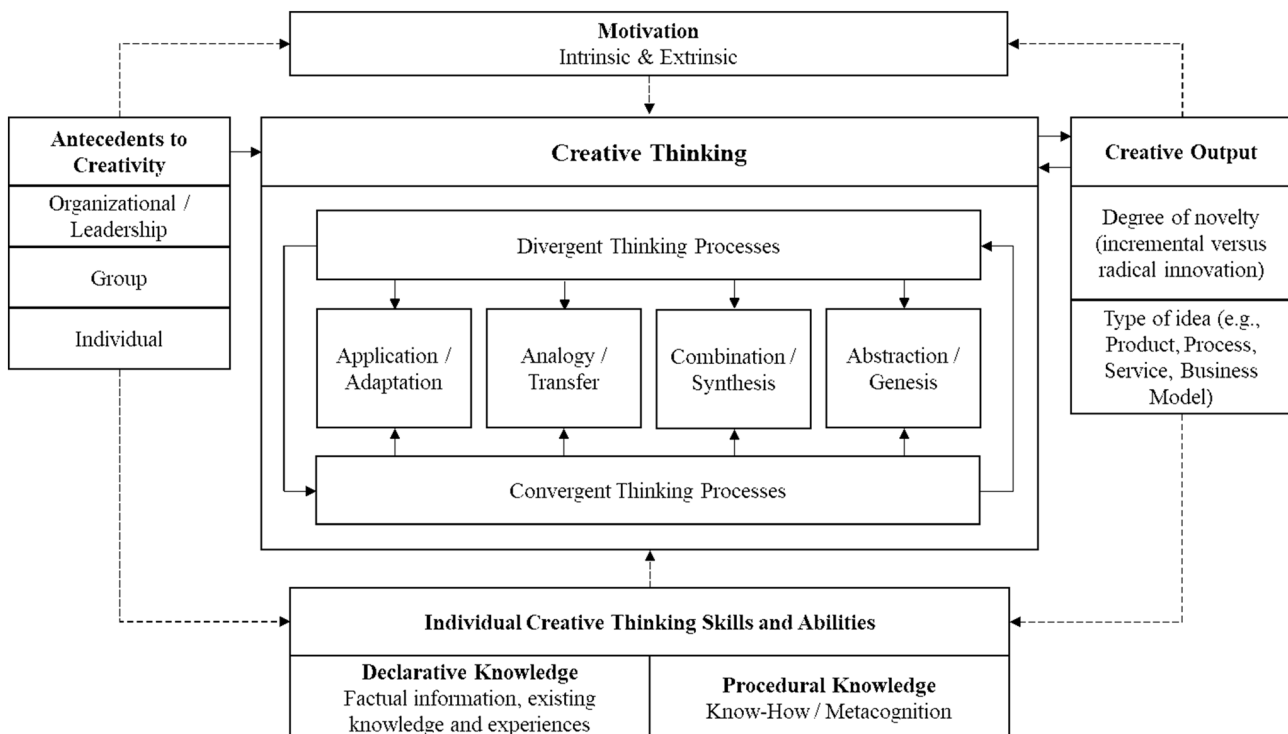 Motivation
Intrinsic & Extrinsic
Antecedents to
Creativity
Organizational /
Leadership
Group
Individual
Creative Thinking
Divergent Thinking Processes
Application /
Adaptation
Analogy /
Transfer
Combination /
Synthesis
Abstraction /
Genesis
Convergent Thinking Processes
Creative Output
Degree of novelty
(incremental versus
radical innovation)
Type of idea (e.g.,
Product, Process,
Service, Business
Model)
Individual Creative Thinking Skills and Abilities
Declarative Knowledge
Factual information, existing
knowledge and experiences
Procedural Knowledge
Know-How / Metacognition